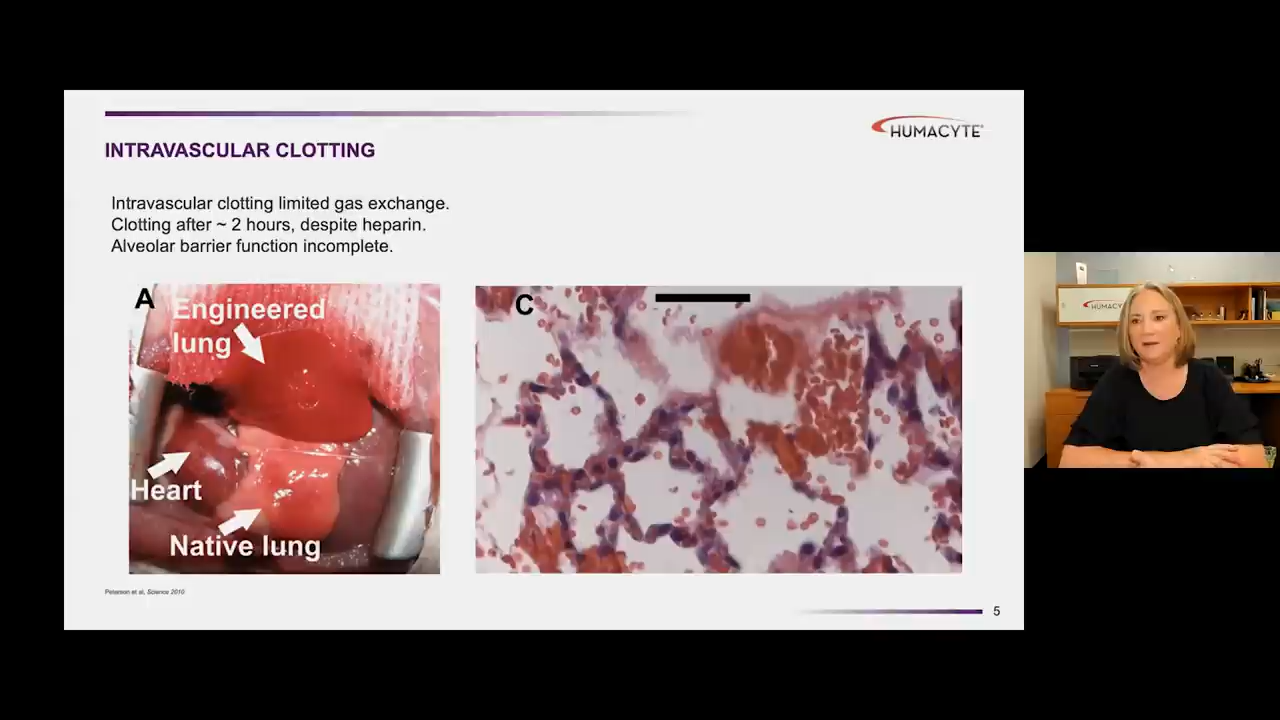 HUMACYTE
INTRAVASCULAR CLOTTING
Intravascular clotting limited gas exchange.
Clotting after ~ 2 hours, despite heparin.
Alveolar barrier function incomplete.
A
Engineered
lung
Heart
Native lung
C
Petersen et al, Science 2010
5
HUMACY